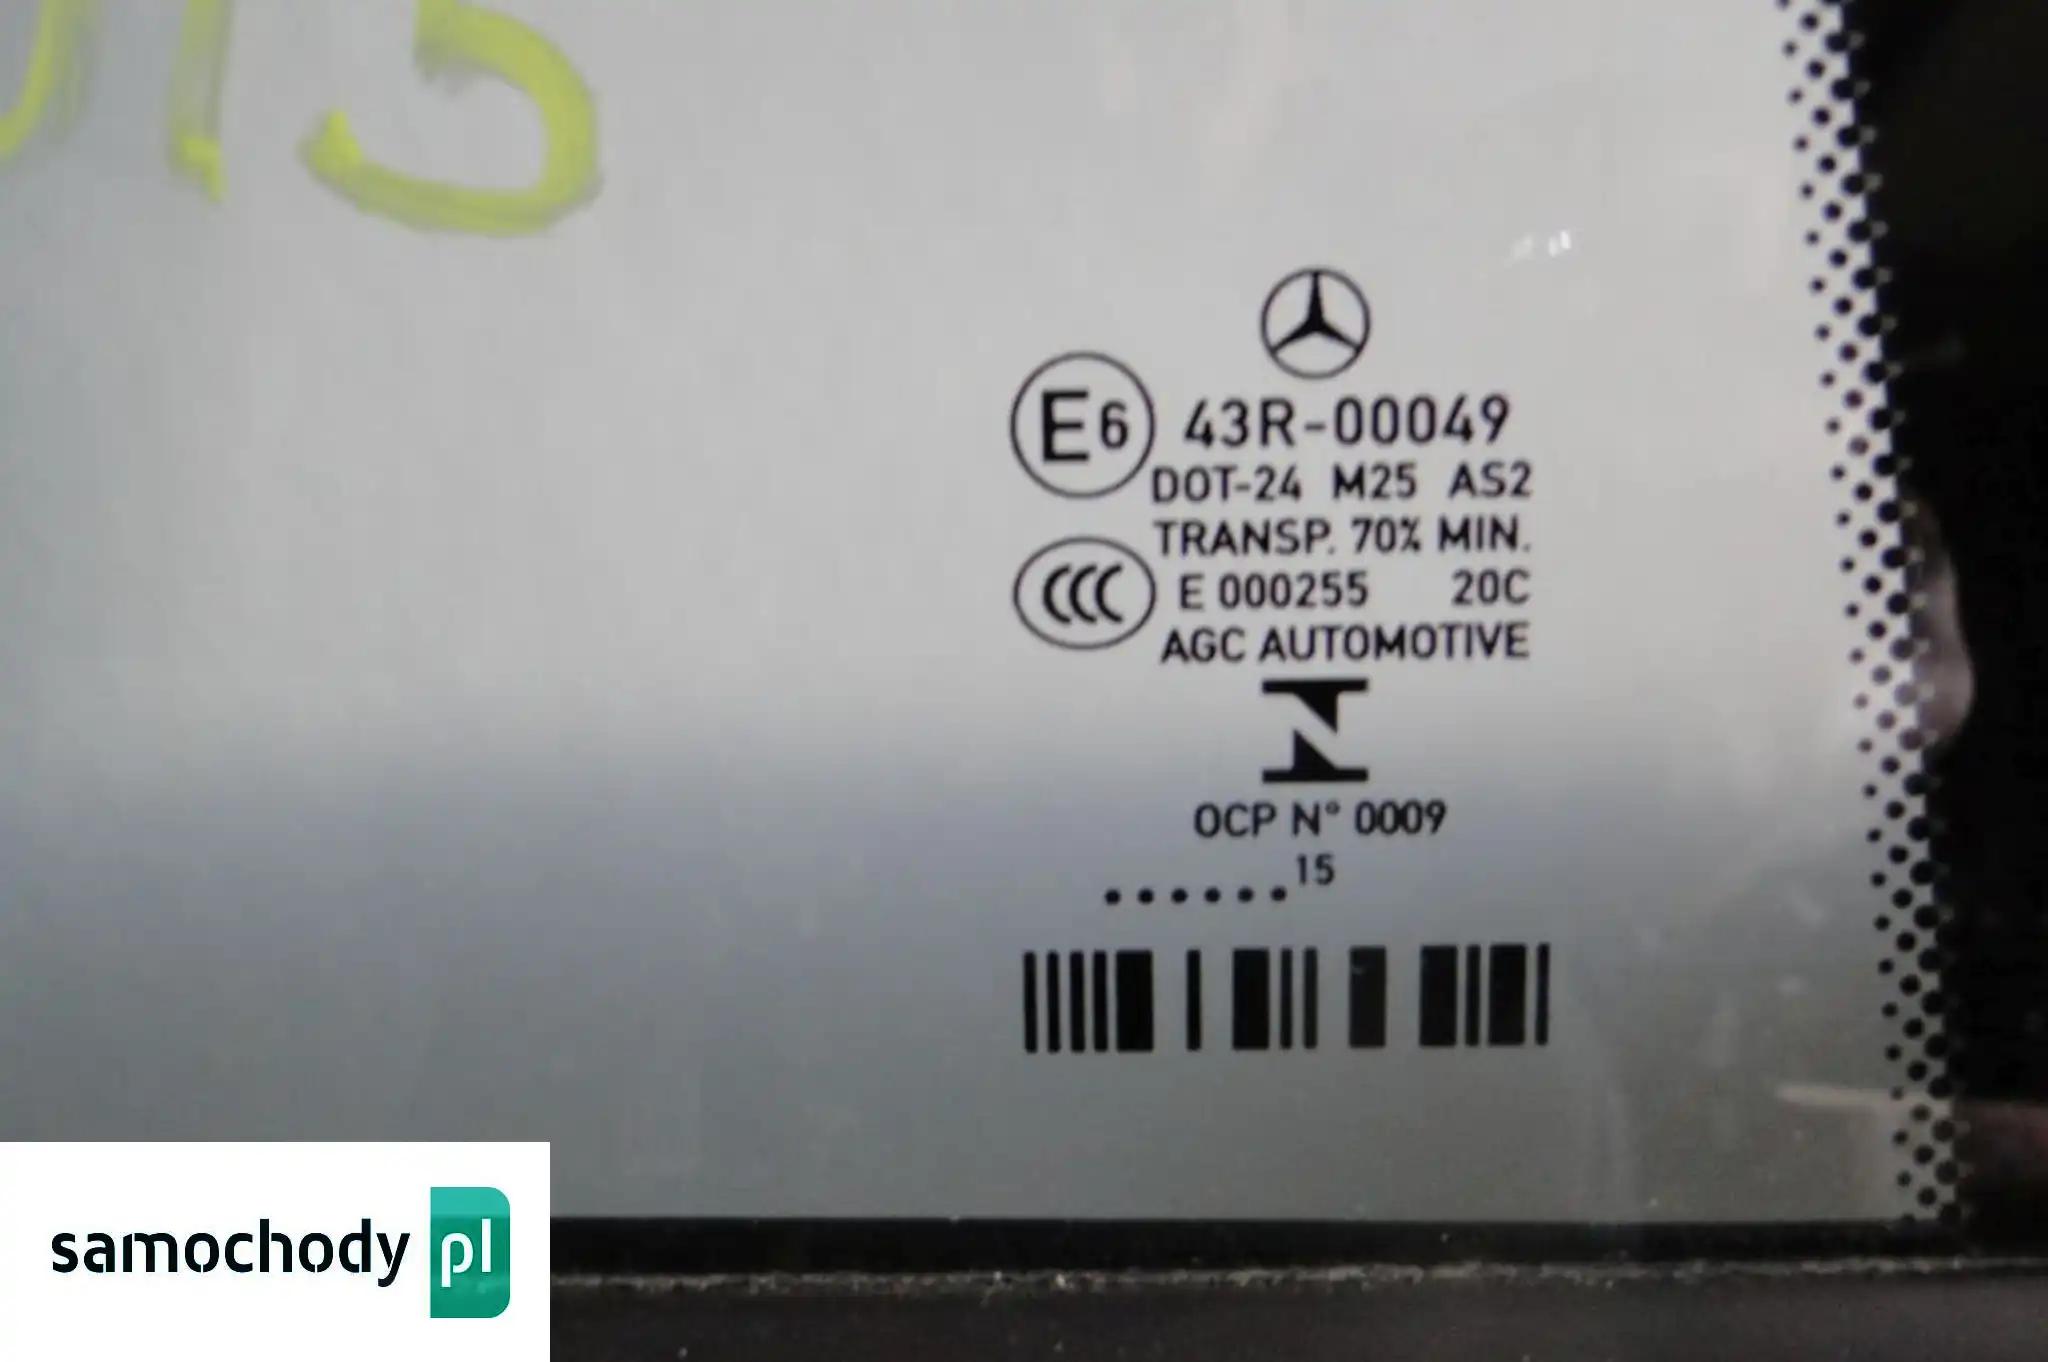 E6 43R-00049
DOT-24 M25 AS2
TRANSP. 70% MIN.
CCC E 000255 20C
AGC AUTOMOTIVE
OCP N° 0009
......15
samochody pl